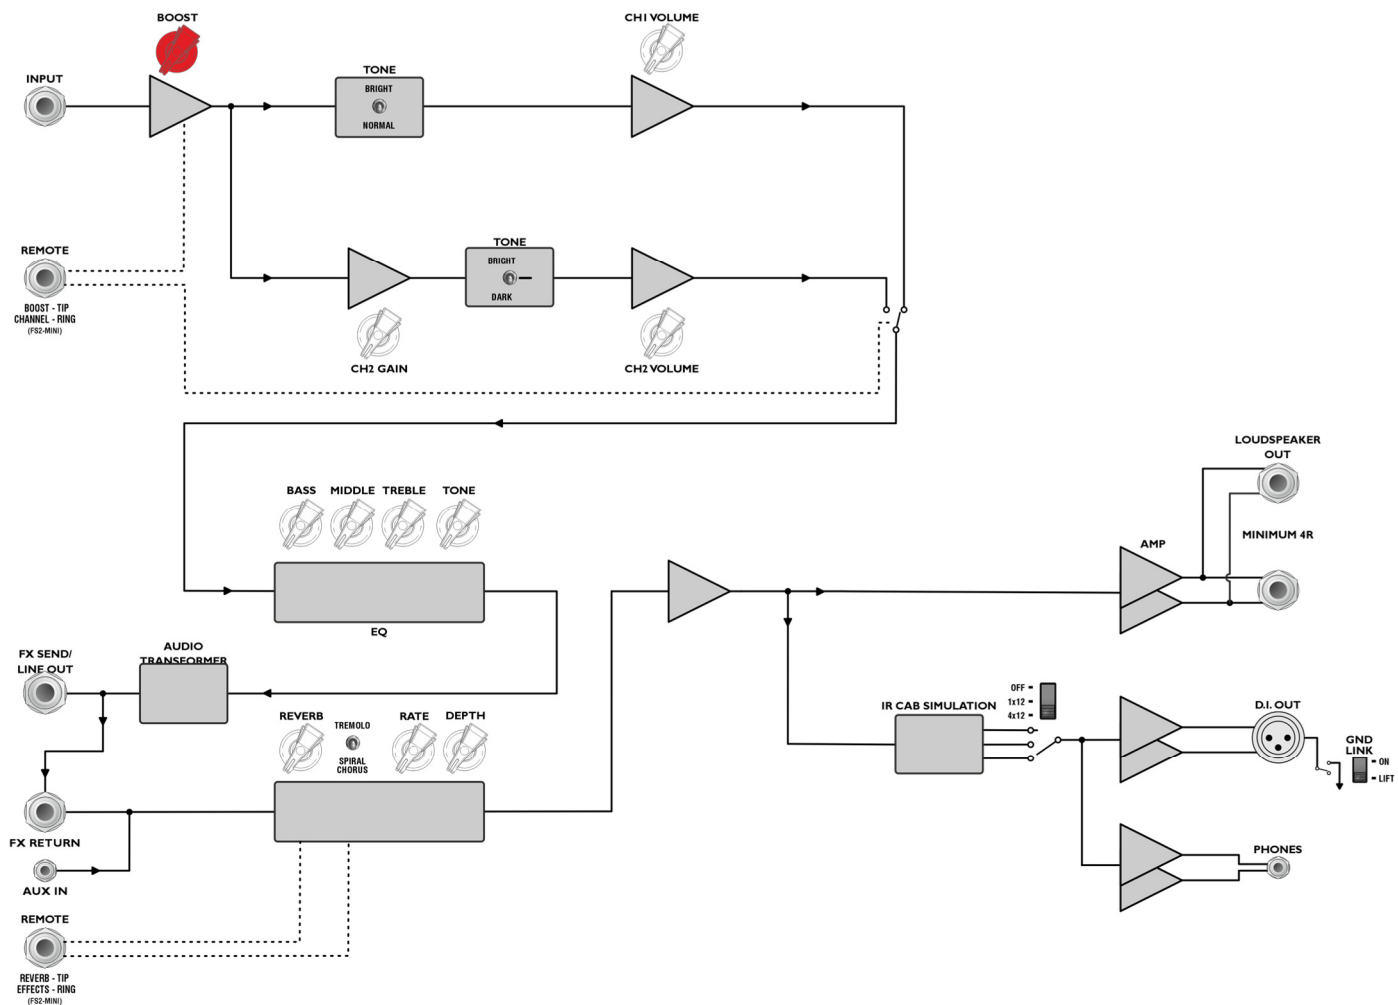 BOOST
CH1 VOLUME
INPUT
TONE
BRIGHT
NORMAL
REMOTE
BOOST - TIP
CHANNEL - RING
(FS2-MINI)
TONE
BRIGHT
DARK
CH2 GAIN
CH2 VOLUME
LOUDSPEAKER
OUT
BASS
MIDDLE
TREBLE
TONE
MINIMUM 4R
AMP
EQ
FX SEND/
LINE OUT
AUDIO
TRANSFORMER
REVERB
TREMOLO
SPIRAL
CHORUS
RATE
DEPTH
IR CAB SIMULATION
OFF
1x12
4x12
D.I. OUT
GND
LINK
ON
LIFT
FX RETURN
AUX IN
PHONES
REMOTE
REVERB - TIP
EFFECTS - RING
(FS2-MINI)